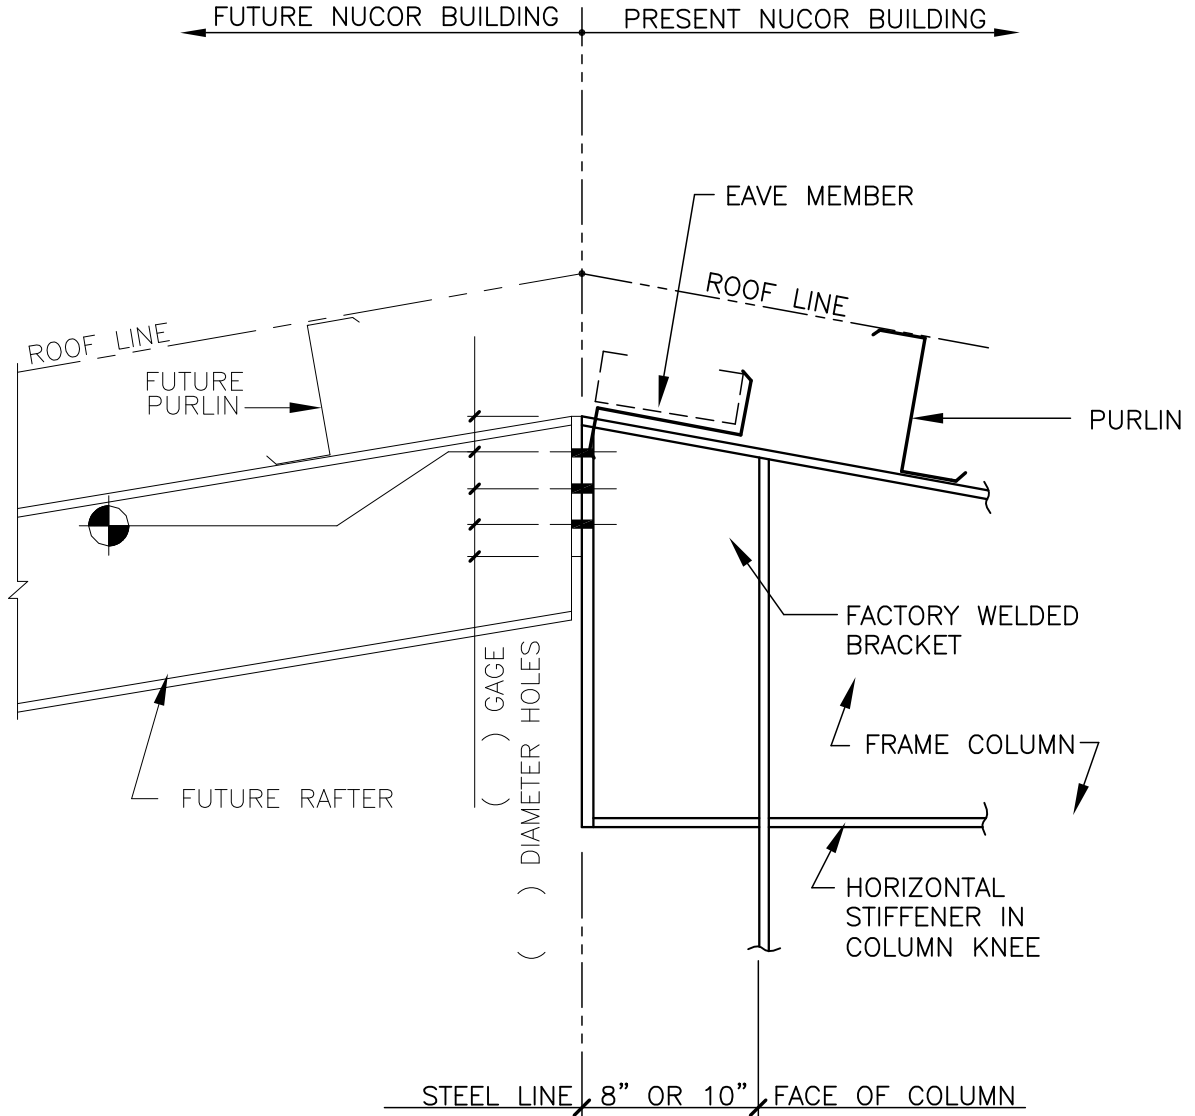 FUTURE NUCOR BUILDING
PRESENT NUCOR BUILDING
EAVE MEMBER
ROOF LINE
ROOF LINE
FUTURE
PURLIN
PURLIN
FACTORY WELDED
BRACKET
( ) GAGE
( ) DIAMETER HOLES
FRAME COLUMN
FUTURE RAFTER
HORIZONTAL
STIFFENER IN
COLUMN KNEE
STEEL LINE
8" OR 10"
FACE OF COLUMN